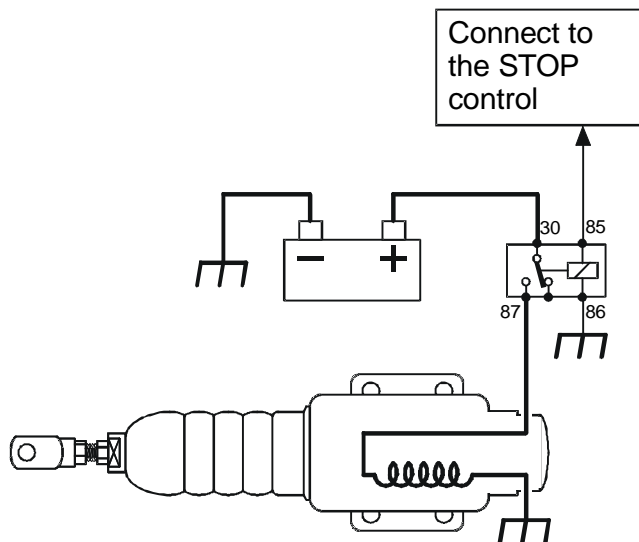 Connect to
the STOP
control
30 85
− +
87 86